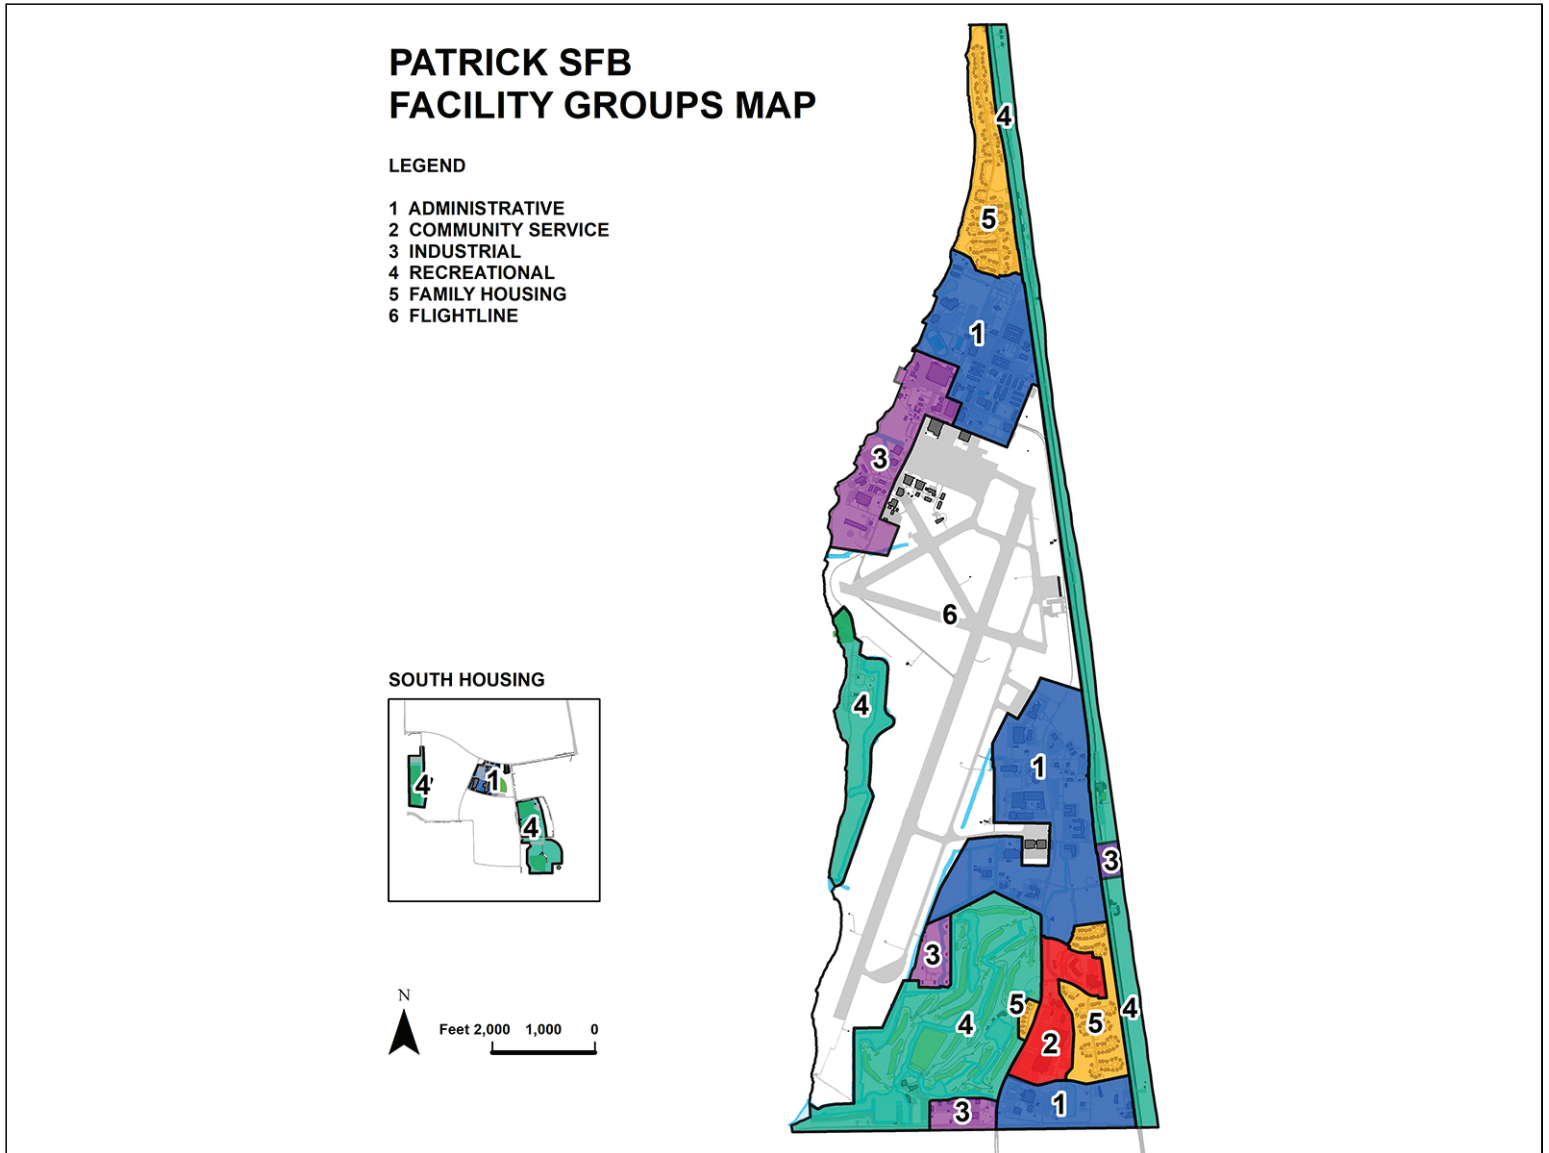 PATRICK SFB
FACILITY GROUPS MAP
LEGEND
1 ADMINISTRATIVE
2 COMMUNITY SERVICE
3 INDUSTRIAL
4 RECREATIONAL
5 FAMILY HOUSING
6 FLIGHTLINE
4
5
1
3
6
4
1
3
3
5
4
5
4
2
3
1
SOUTH HOUSING
4
1
4
N
Feet 2,000 1,000 0